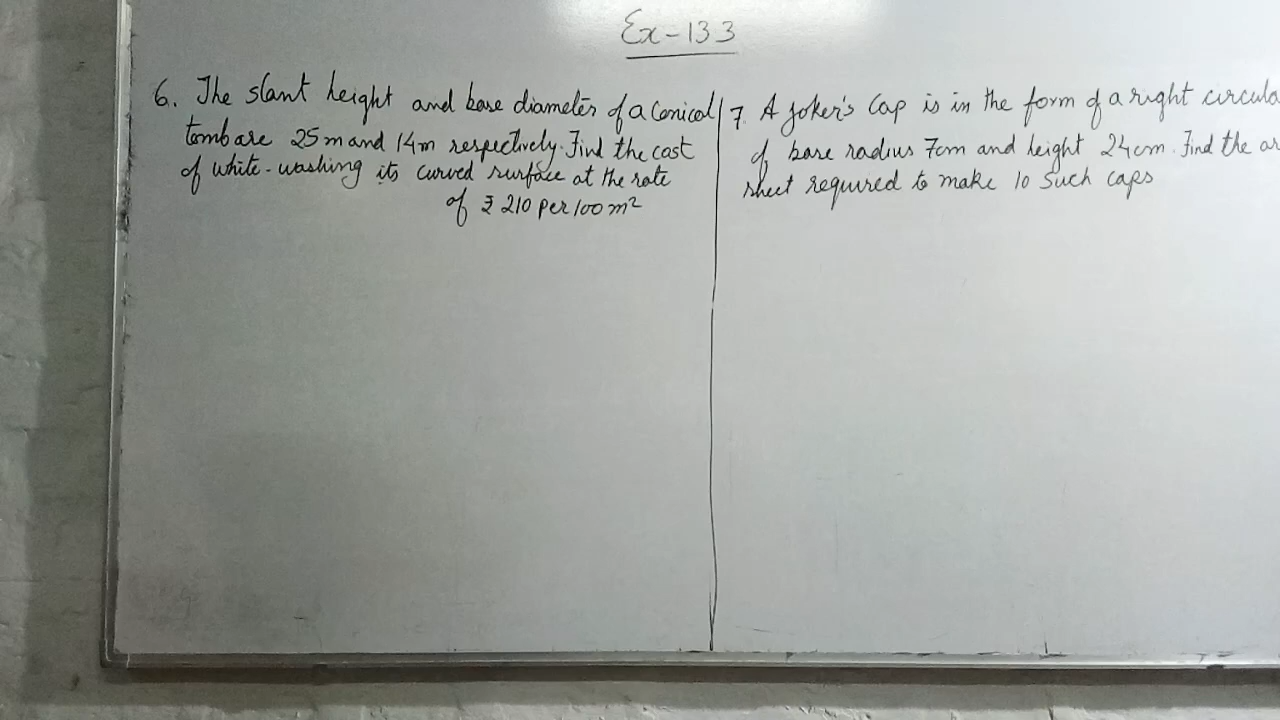 Ex-13 3
6. The slant height and base diameter of a Conical
tomb are 25m and 14m respectively. Find the cost
of white-washing its curved surface at the rate
of ₹ 210 per 100 m²
7. A Joker's Cap is in the form of a right circula
of base radius 7cm and height 24cm. Find the ar
sheet required to make 10 such caps